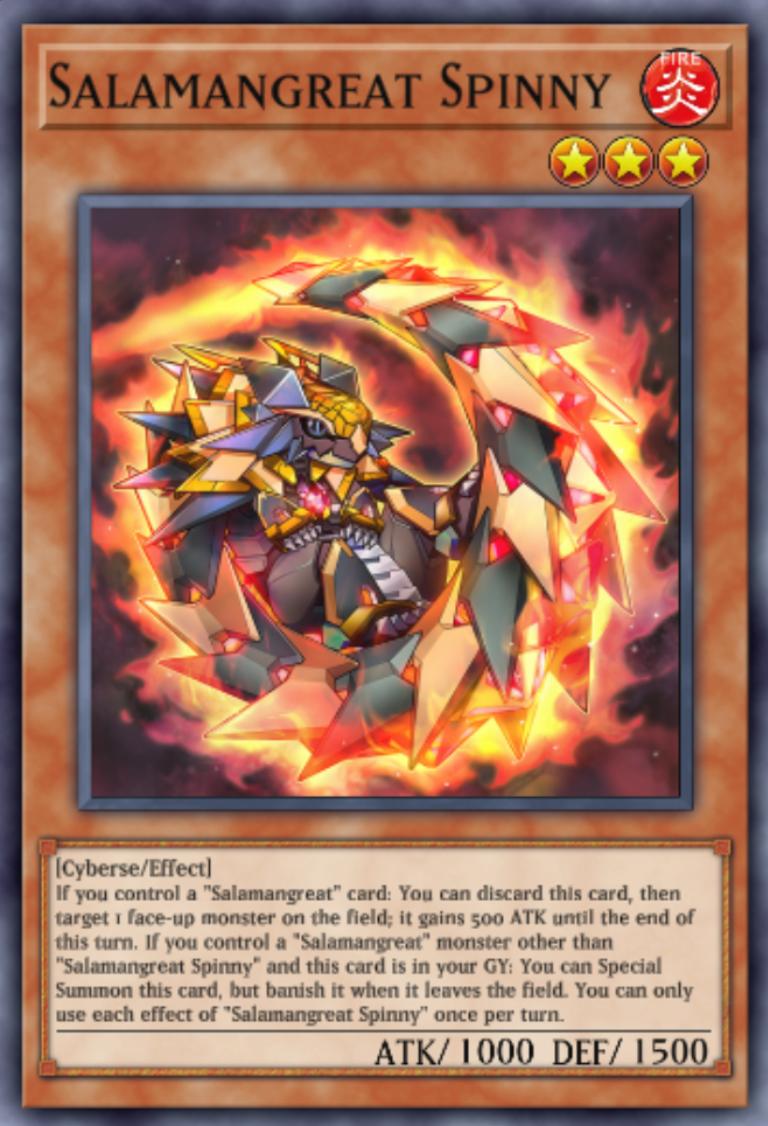 Salamangreat Spinny
FIRE
炎
[Cyberse/Effect]
If you control a "Salamangreat" card: You can discard this card, then
target 1 face-up monster on the field; it gains 500 ATK until the end of
this turn. If you control a "Salamangreat" monster other than
"Salamangreat Spinny" and this card is in your GY: You can Special
Summon this card, but banish it when it leaves the field. You can only
use each effect of "Salamangreat Spinny" once per turn.
ATK/ 1000 DEF/ 1500